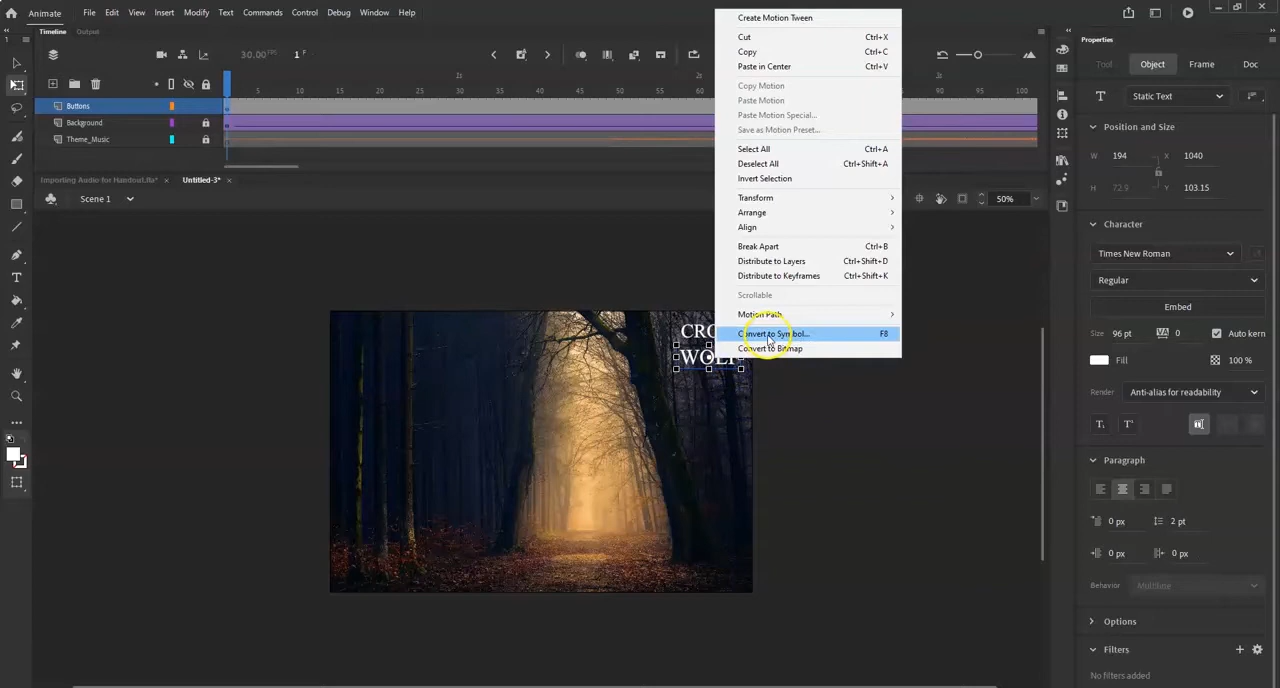 Animate File Edit View Insert Modify Text Commands Control Debug Window Help
Timeline Output
30.00 FPS 1 F
1s 2s 3s
5 10 15 20 25 30 35 40 45 50 55 60 95 100
Buttons
Background
Theme_Music
Importing Audio for Handout.fla* × Untitled-3* ×
Scene 1
50%
WOLF
Create Motion Tween
Cut Ctrl+X
Copy Ctrl+C
Paste in Center Ctrl+V
Copy Motion
Paste Motion
Paste Motion Special...
Save as Motion Preset...
Select All Ctrl+A
Deselect All Ctrl+Shift+A
Invert Selection
Transform
Arrange
Align
Break Apart Ctrl+B
Distribute to Layers Ctrl+Shift+D
Distribute to Keyframes Ctrl+Shift+K
Scrollable
Motion Path
Convert to Symbol... F8
Convert to Bitmap
Properties
Tool Object Frame Doc
Static Text
Position and Size
W 194 X 1040
H 72.9 Y 103.15
Character
Times New Roman
Regular
Embed
Size 96 pt VA 0 Auto kern
Fill 100 %
Render Anti-alias for readability
Paragraph
0 px 2 pt
0 px 0 px
Behavior Multiline
Options
Filters
No filters added